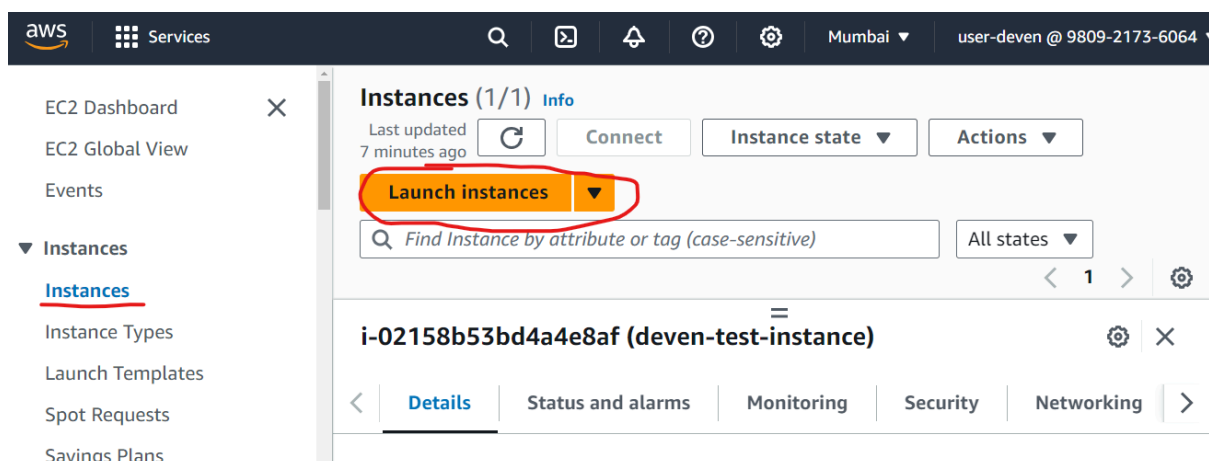 aws Services Mumbai ▼ user-deven @ 9809-2173-6064
EC2 Dashboard
EC2 Global View
Events
▼ Instances
Instances
Instance Types
Launch Templates
Spot Requests
Savings Plans
Instances (1/1) Info
Last updated
7 minutes ago
Connect Instance state ▼ Actions ▼
Launch instances ▼
Find Instance by attribute or tag (case-sensitive) All states ▼
< 1 >
i-02158b53bd4a4e8af (deven-test-instance)
< Details Status and alarms Monitoring Security Networking >